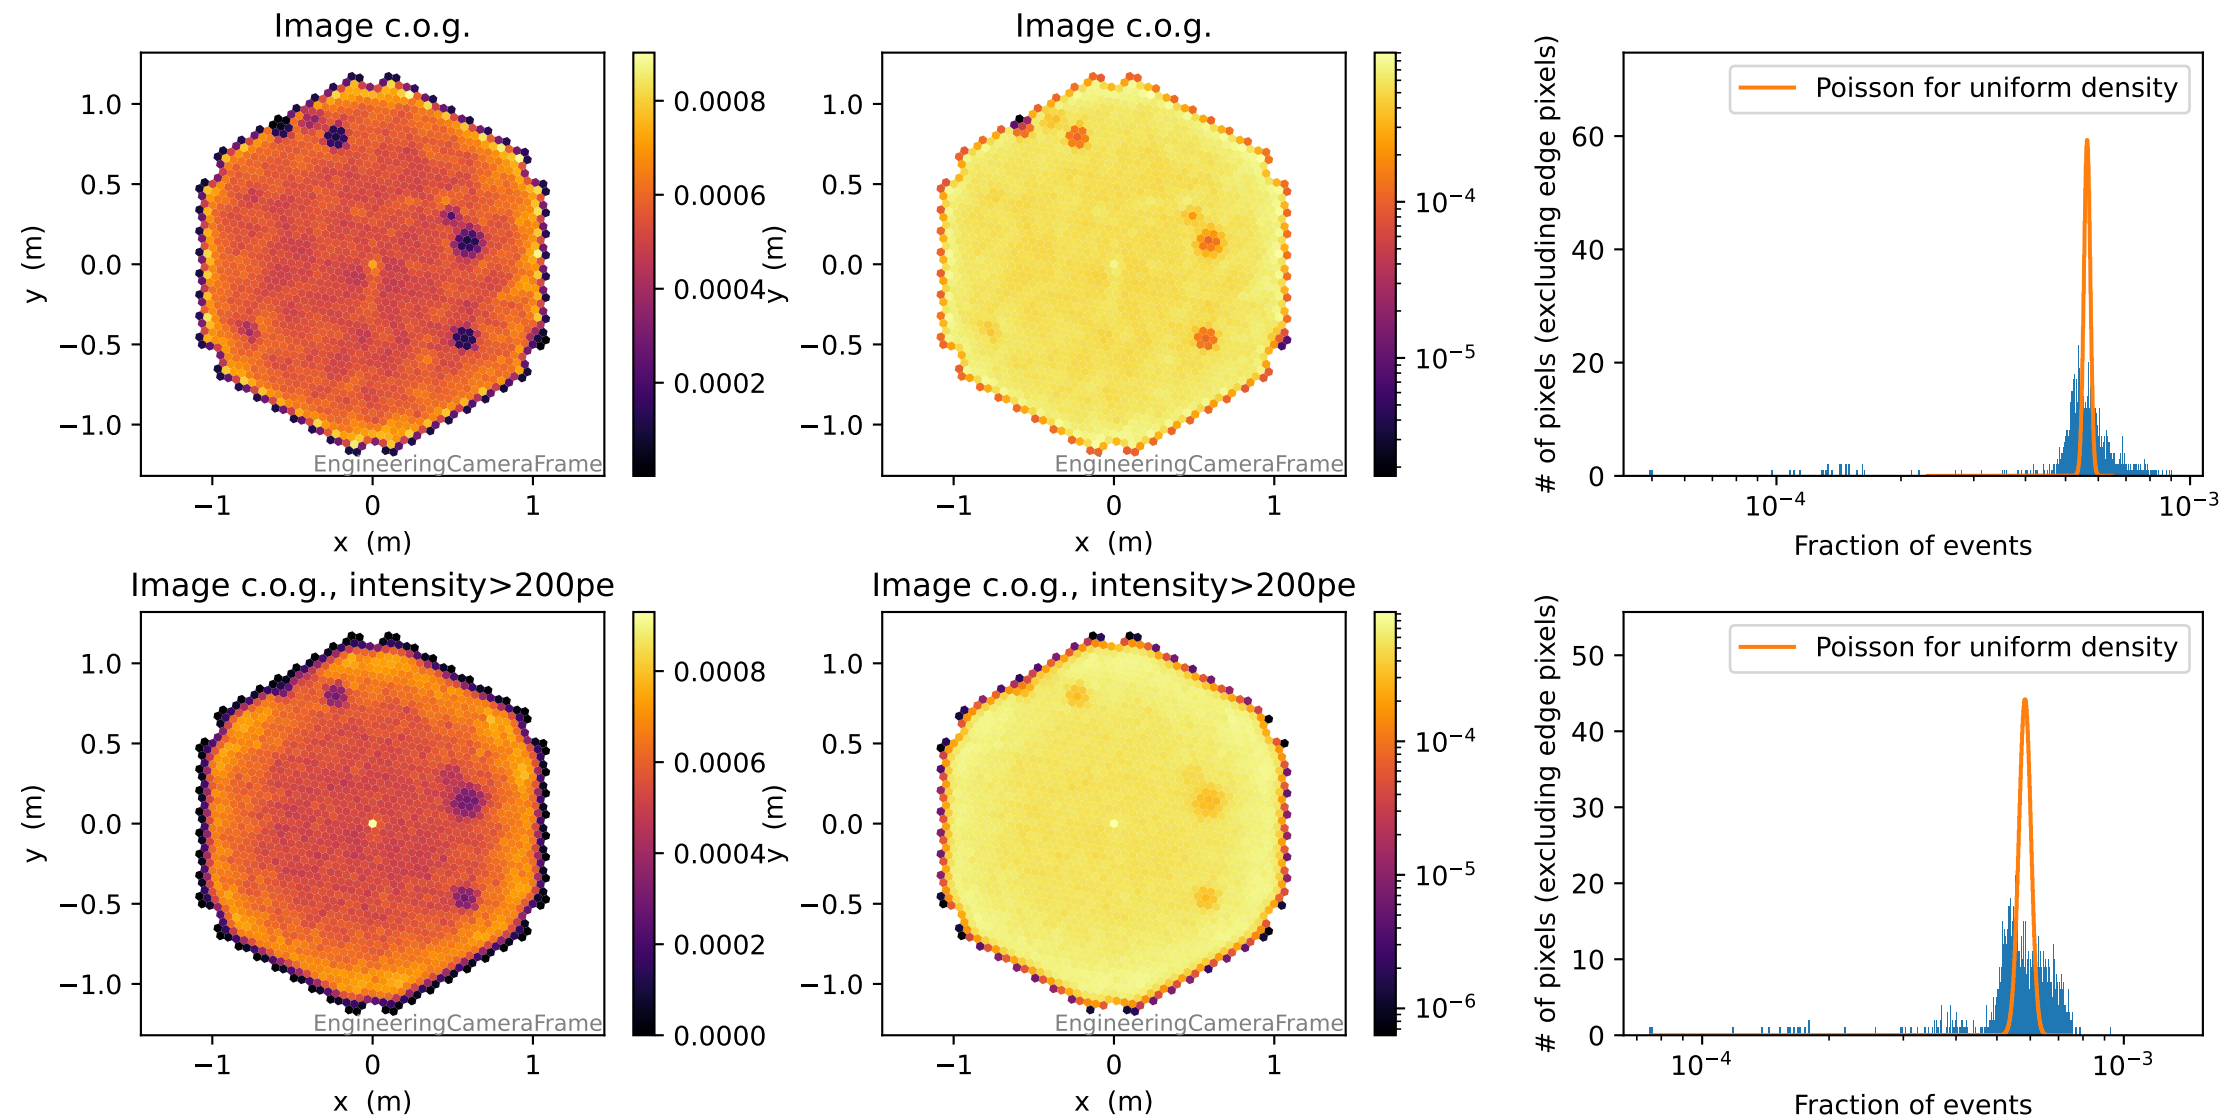 Image c.o.g.
1.0
0.5
0.0
−0.5
−1.0
y (m)
−1
0
1
x (m)
EngineeringCameraFrame
0.0008
0.0006
0.0004
0.0002
Image c.o.g.
1.0
0.5
0.0
−0.5
−1.0
y (m)
−1
0
1
x (m)
EngineeringCameraFrame
10⁻⁴
10⁻⁵
# of pixels (excluding edge pixels)
60
40
20
0
Poisson for uniform density
10⁻⁴
10⁻³
Fraction of events
Image c.o.g., intensity>200pe
1.0
0.5
0.0
−0.5
−1.0
y (m)
−1
0
1
x (m)
EngineeringCameraFrame
0.0008
0.0006
0.0004
0.0002
0.0000
Image c.o.g., intensity>200pe
1.0
0.5
0.0
−0.5
−1.0
y (m)
−1
0
1
x (m)
EngineeringCameraFrame
10⁻⁴
10⁻⁵
10⁻⁶
# of pixels (excluding edge pixels)
50
40
30
20
10
0
Poisson for uniform density
10⁻⁴
10⁻³
Fraction of events